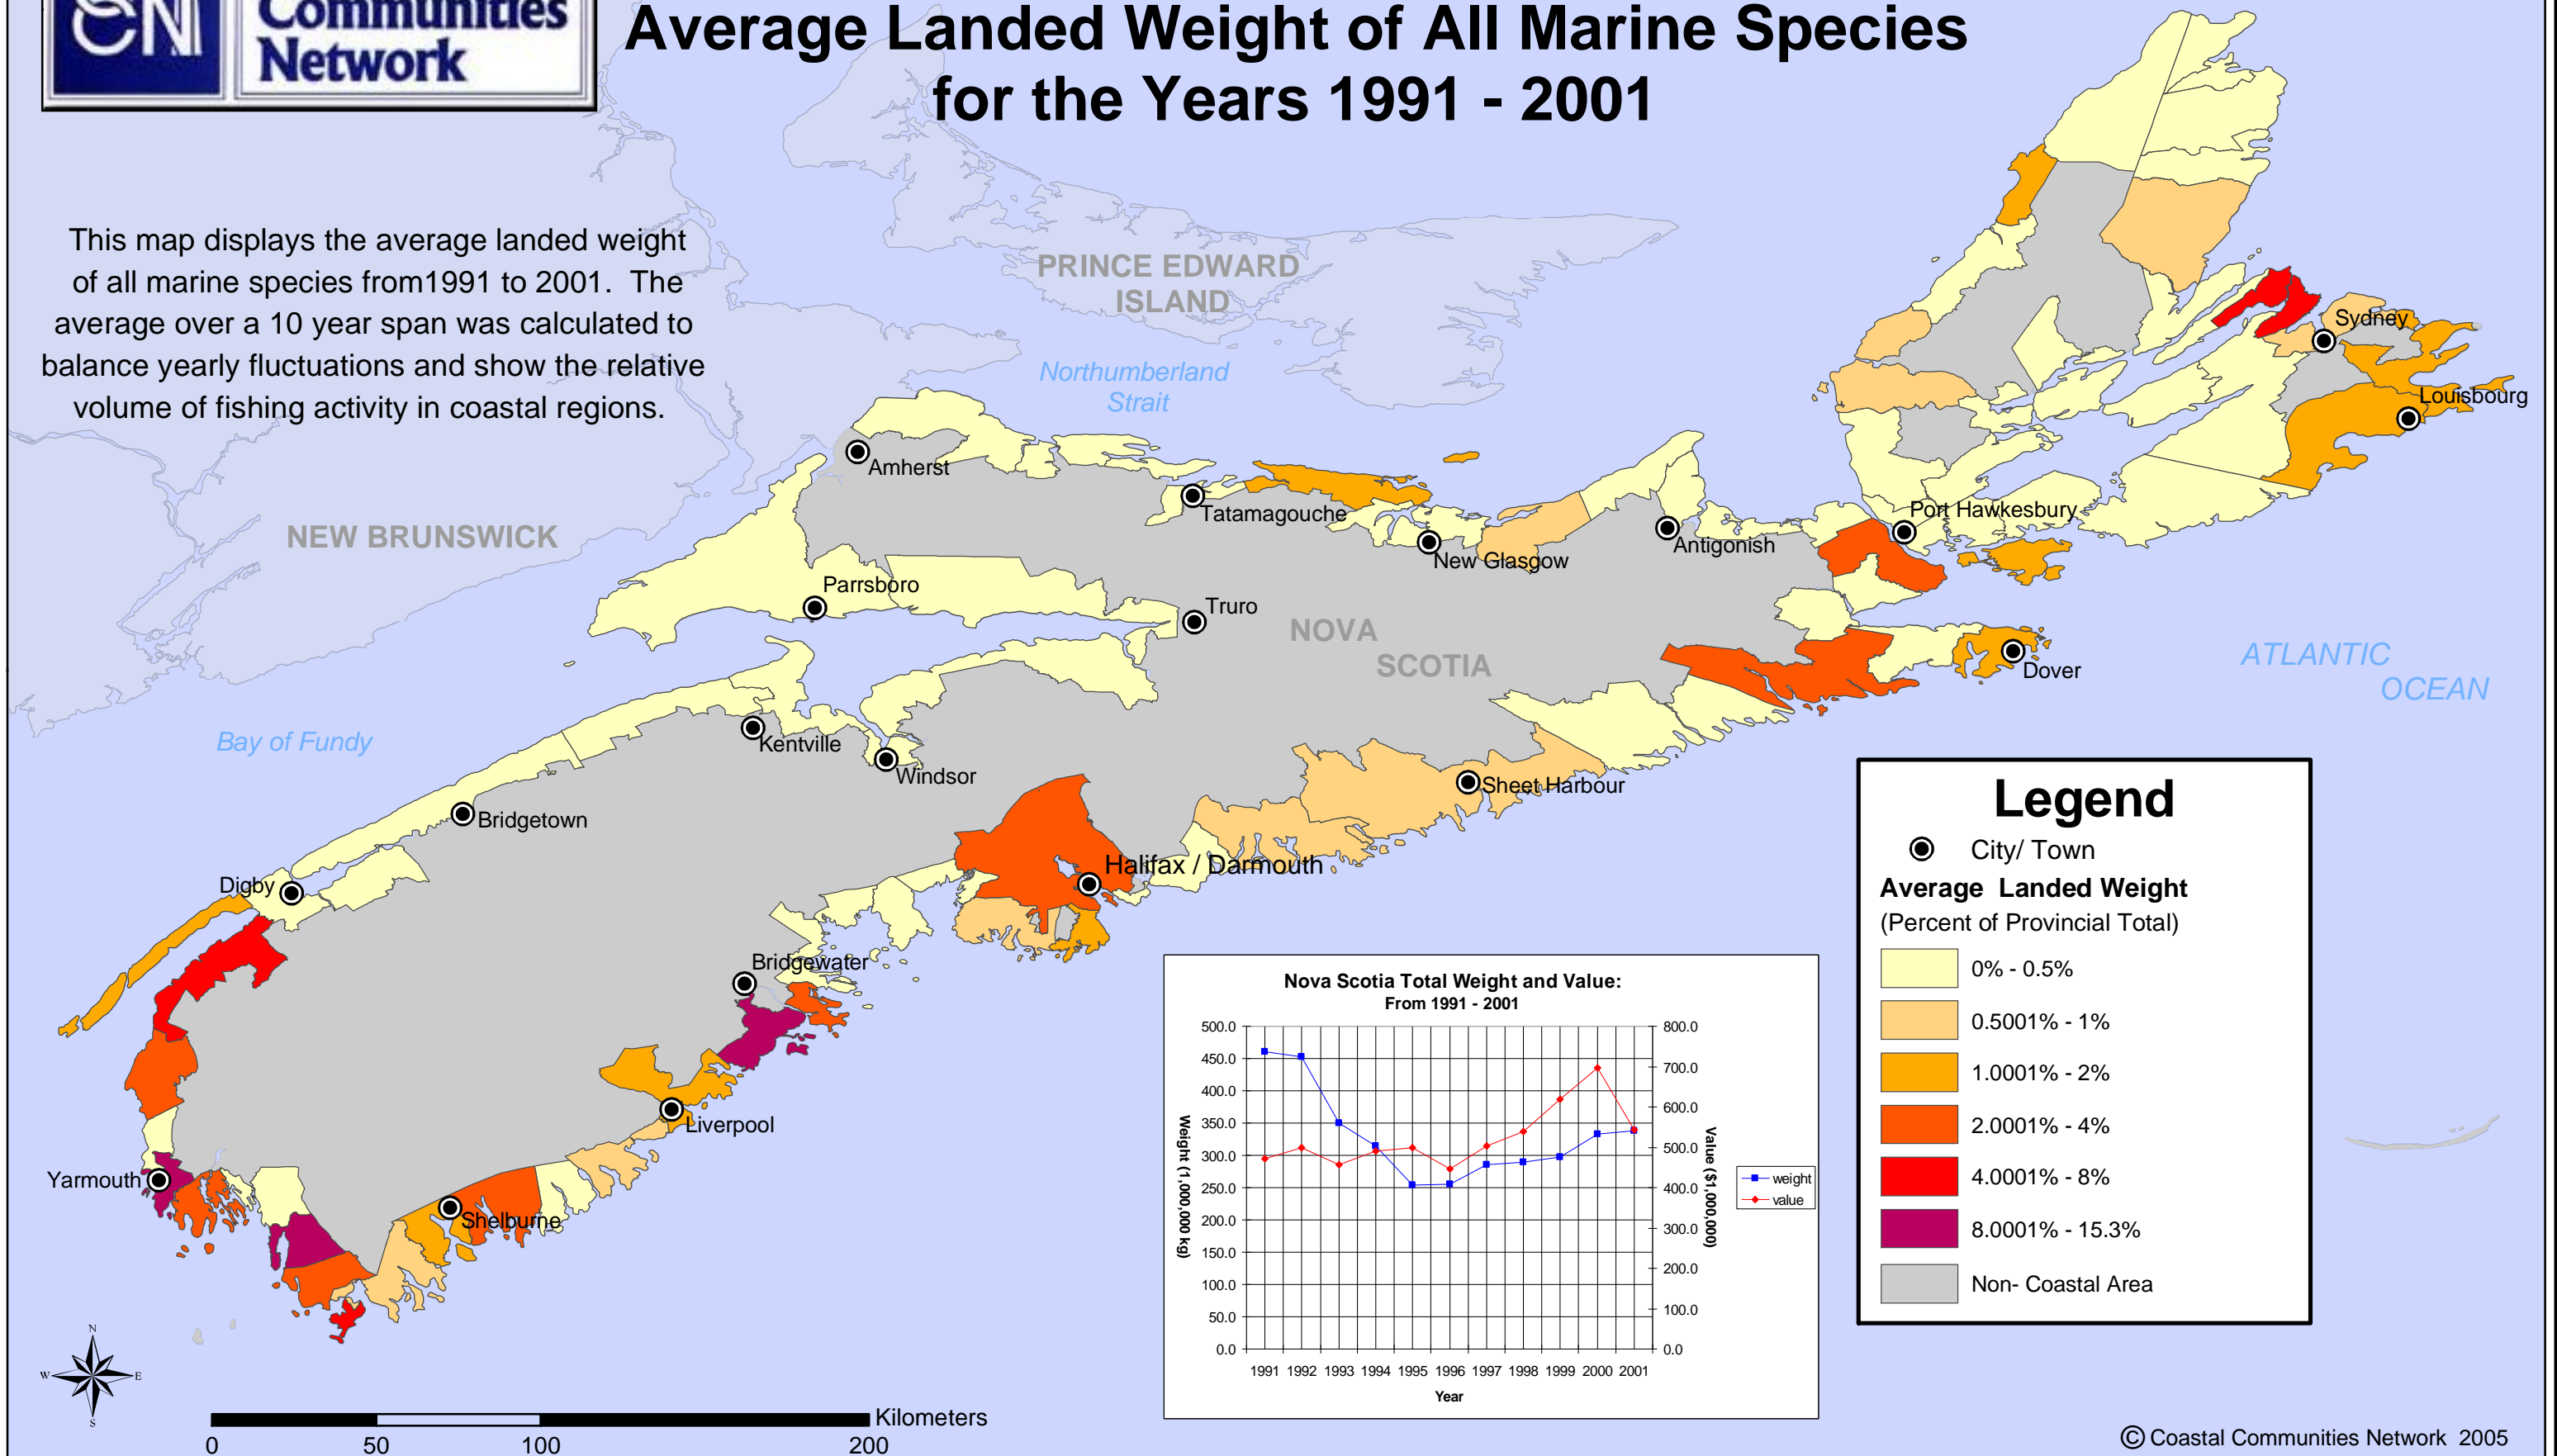 CCN
Communities
Network
Average Landed Weight of All Marine Species
for the Years 1991 - 2001
This map displays the average landed weight
of all marine species from1991 to 2001. The
average over a 10 year span was calculated to
balance yearly fluctuations and show the relative
volume of fishing activity in coastal regions.
PRINCE EDWARD
ISLAND
Northumberland
Strait
NEW BRUNSWICK
NOVA
SCOTIA
Bay of Fundy
ATLANTIC
OCEAN
Sydney
Louisbourg
Amherst
Tatamagouche
New Glasgow
Antigonish
Port Hawkesbury
Parrsboro
Truro
Dover
Kentville
Windsor
Sheet Harbour
Bridgetown
Halifax / Darmouth
Digby
Bridgewater
Liverpool
Yarmouth
Shelburne
Legend
City/ Town
Average Landed Weight
(Percent of Provincial Total)
0% - 0.5%
0.5001% - 1%
1.0001% - 2%
2.0001% - 4%
4.0001% - 8%
8.0001% - 15.3%
Non- Coastal Area
Nova Scotia Total Weight and Value:
From 1991 - 2001
500.0
450.0
400.0
350.0
300.0
250.0
200.0
150.0
100.0
50.0
0.0
Weight (1,000,000 kg)
800.0
700.0
600.0
500.0
400.0
300.0
200.0
100.0
0.0
Value ($1,000,000)
1991 1992 1993 1994 1995 1996 1997 1998 1999 2000 2001
Year
weight
value
N
W E
S
Kilometers
0 50 100 200
© Coastal Communities Network 2005